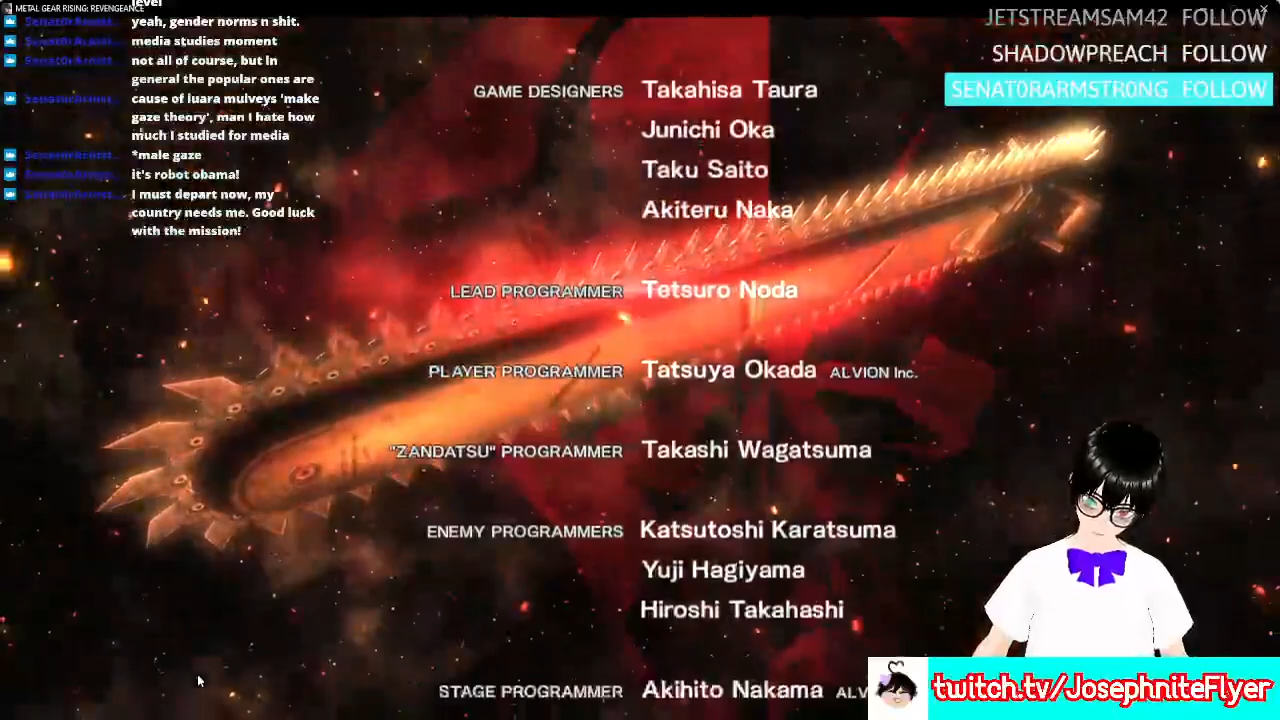 METAL GEAR RISING: REVENGEANCE
level
yeah, gender norms n shit.
media studies moment
not all of course, but in
general the popular ones are
cause of luara mulveys 'make
gaze theory', man I hate how
much I studied for media
*male gaze
it's robot obama!
I must depart now, my
country needs me. Good luck
with the mission!
JETSTREAMSAM42 FOLLOW
SHADOWPREACH FOLLOW
SENAT0RARMSTR0NG FOLLOW
GAME DESIGNERS Takahisa Taura
Junichi Oka
Taku Saito
Akiteru Naka
LEAD PROGRAMMER Tetsuro Noda
PLAYER PROGRAMMER Tatsuya Okada ALVION Inc.
"ZANDATSU" PROGRAMMER Takashi Wagatsuma
ENEMY PROGRAMMERS Katsutoshi Karatsuma
Yuji Hagiyama
Hiroshi Takahashi
STAGE PROGRAMMER Akihito Nakama ALV
twitch.tv/JosephniteFlyer